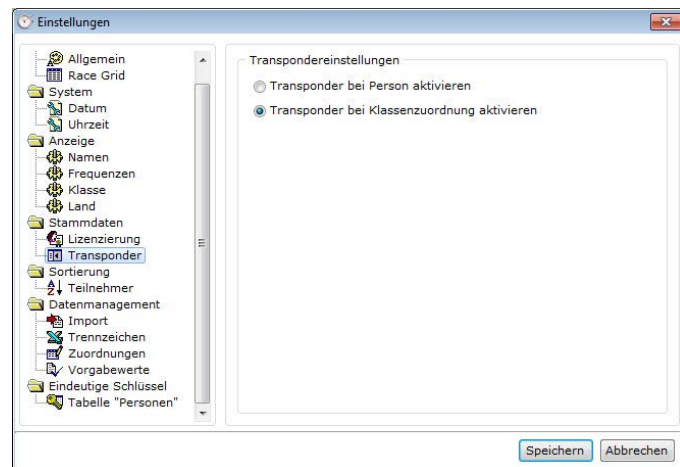 Einstellungen
Allgemein
Race Grid
System
Datum
Uhrzeit
Anzeige
Namen
Frequenzen
Klasse
Land
Stammdaten
Lizenzierung
Transponder
Sortierung
Teilnehmer
Datenmanagement
Import
Trennzeichen
Zuordnungen
Vorgabewerte
Eindeutige Schlüssel
Tabelle "Personen"
Transpondereinstellungen
Transponder bei Person aktivieren
Transponder bei Klassenzuordnung aktivieren
Speichern Abbrechen